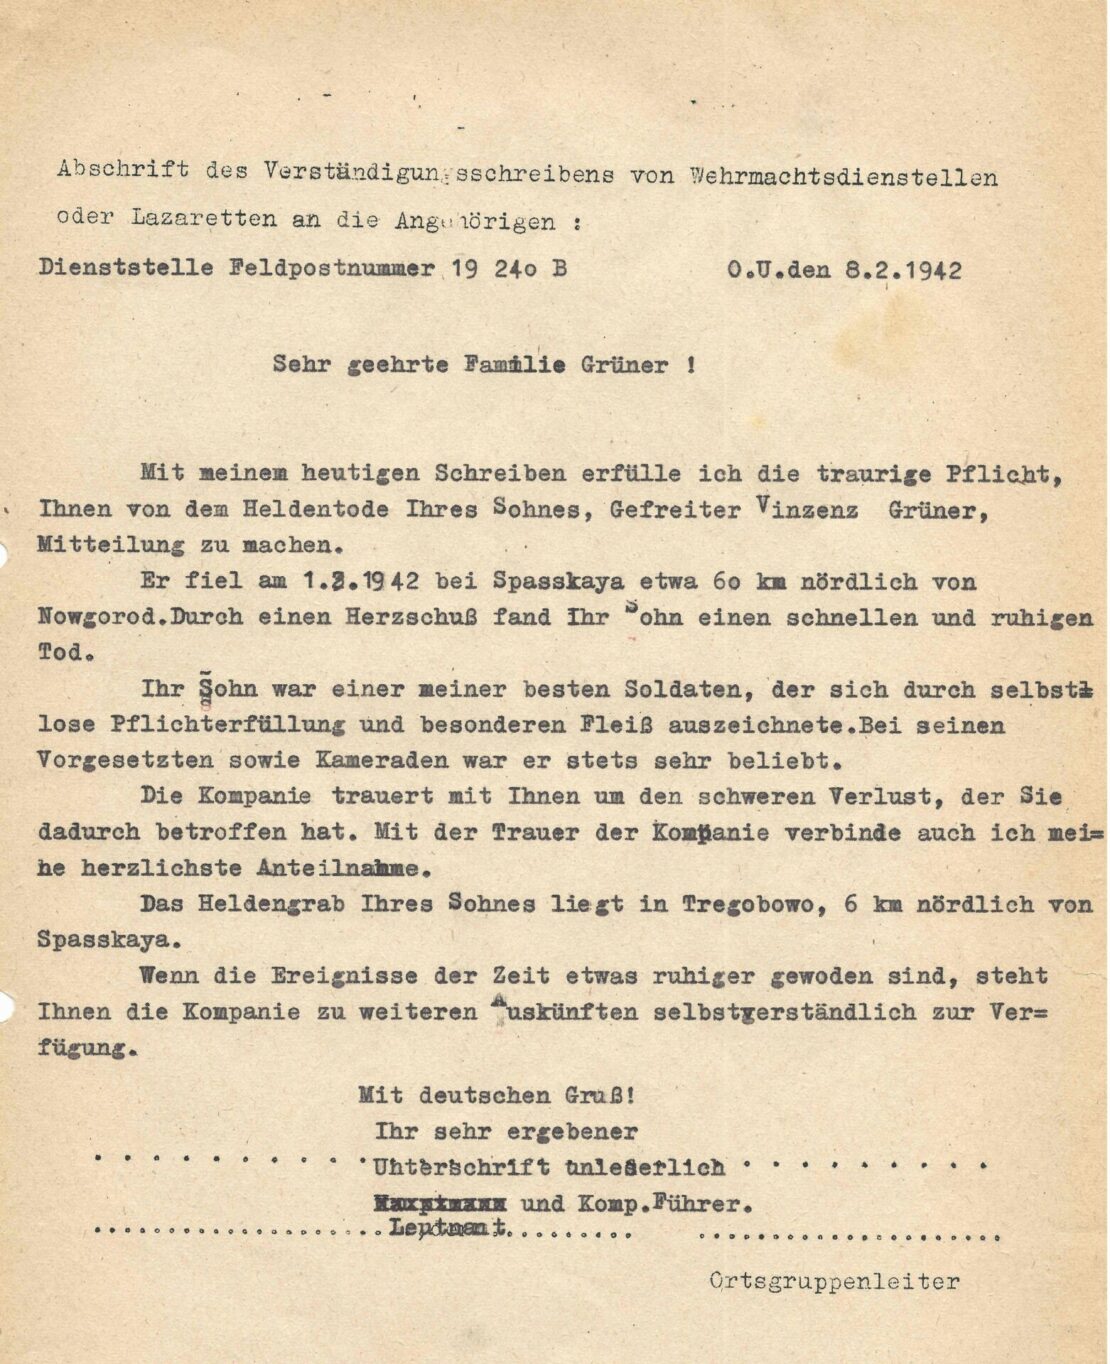 Abschrift des Verständigungsschreibens von Wehrmachtsdienstellen
oder Lazaretten an die Angehörigen :
Dienststelle Feldpostnummer 19 24o B O.U.den 8.2.1942
Sehr geehrte Familie Grüner !
Mit meinem heutigen Schreiben erfülle ich die traurige Pflicht,
Ihnen von dem Heldentode Ihres Sohnes, Gefreiter Vinzenz Grüner,
Mitteilung zu machen.
Er fiel am 1.2.1942 bei Spasskaya etwa 6o km nördlich von
Nowgorod.Durch einen Herzschuß fand Ihr Sohn einen schnellen und ruhigen
Tod.
Ihr Sohn war einer meiner besten Soldaten, der sich durch selbst=
lose Pflichterfüllung und besonderen Fleiß auszeichnete.Bei seinen
Vorgesetzten sowie Kameraden war er stets sehr beliebt.
Die Kompanie trauert mit Ihnen um den schweren Verlust, der Sie
dadurch betroffen hat. Mit der Trauer der Kompanie verbinde auch ich mei=
ne herzlichste Anteilnahme.
Das Heldengrab Ihres Sohnes liegt in Tregobowo, 6 km nördlich von
Spasskaya.
Wenn die Ereignisse der Zeit etwas ruhiger gewoden sind, steht
Ihnen die Kompanie zu weiteren Auskünften selbstverständlich zur Ver=
fügung.
Mit deutschen Gruß!
Ihr sehr ergebener
Unterschrift unleserlich
Hauptmann und Komp.Führer.
Leutnant
Ortsgruppenleiter